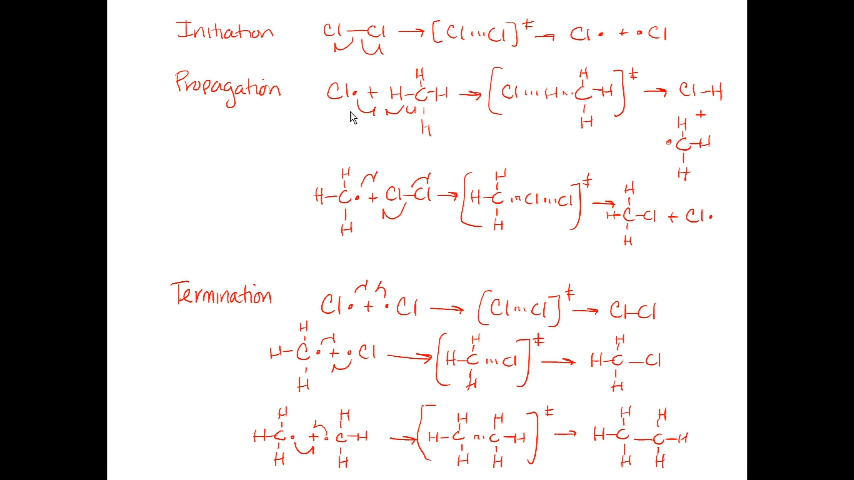 Initiation Cl—Cl → [Cl···Cl]‡ → Cl• + •Cl
Propagation Cl• + H—C—H → [Cl···H···C—H]‡ → Cl—H
H H H H
+
H
•C—H
H
H—C• + Cl—Cl → [H—C···Cl···Cl]‡ → H—C—Cl + Cl•
H H H H H H
Termination Cl• + •Cl → [Cl···Cl]‡ → Cl—Cl
H—C• + •Cl → [H—C···Cl]‡ → H—C—Cl
H H H H H H
H—C• + •C—H → [H—C···C—H]‡ → H—C—C—H
H H H H H H H H H H H H